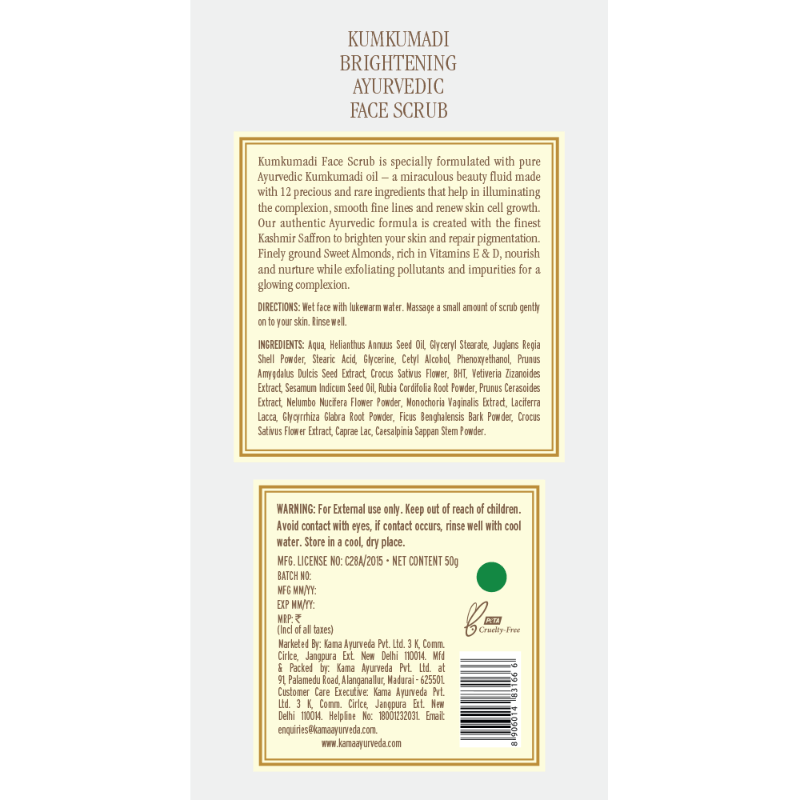 KUMKUMADI
BRIGHTENING
AYURVEDIC
FACE SCRUB
Kumkumadi Face Scrub is specially formulated with pure
Ayurvedic Kumkumadi oil – a miraculous beauty fluid made
with 12 precious and rare ingredients that help in illuminating
the complexion, smooth fine lines and renew skin cell growth.
Our authentic Ayurvedic formula is created with the finest
Kashmir Saffron to brighten your skin and repair pigmentation.
Finely ground Sweet Almonds, rich in Vitamins E & D, nourish
and nurture while exfoliating pollutants and impurities for a
glowing complexion.
DIRECTIONS: Wet face with lukewarm water. Massage a small amount of scrub gently
on to your skin. Rinse well.
INGREDIENTS: Aqua, Helianthus Annuus Seed Oil, Glyceryl Stearate, Juglans Regia
Shell Powder, Stearic Acid, Glycerine, Cetyl Alcohol, Phenoxyethanol, Prunus
Amygdalus Dulcis Seed Extract, Crocus Sativus Flower, BHT, Vetiveria Zizanoides
Extract, Sesamum Indicum Seed Oil, Rubia Cordifolia Root Powder, Prunus Cerasoides
Extract, Nelumbo Nucifera Flower Powder, Monochoria Vaginalis Extract, Laciferra
Lacca, Glycyrrhiza Glabra Root Powder, Ficus Benghalensis Bark Powder, Crocus
Sativus Flower Extract, Caprae Lac, Caesalpinia Sappan Stem Powder.
WARNING: For External use only. Keep out of reach of children.
Avoid contact with eyes, if contact occurs, rinse well with cool
water. Store in a cool, dry place.
MFG. LICENSE NO: C28A/2015 • NET CONTENT 50g
BATCH NO:
MFG MM/YY:
EXP MM/YY:
MRP: ₹
(Incl of all taxes)
PETA
Cruelty-Free
Marketed By: Kama Ayurveda Pvt. Ltd. 3 K, Comm.
Cirlce, Jangpura Ext. New Delhi 110014. Mfd
& Packed by: Kama Ayurveda Pvt. Ltd. at
91, Palamedu Road, Alanganallur, Madurai - 625501.
Customer Care Executive: Kama Ayurveda Pvt.
Ltd. 3 K, Comm. Cirlce, Jangpura Ext. New
Delhi 110014. Helpline No: 18001232031. Email:
enquiries@kamaayurveda.com.
www.kamaayurveda.com
8 906014 83166 6